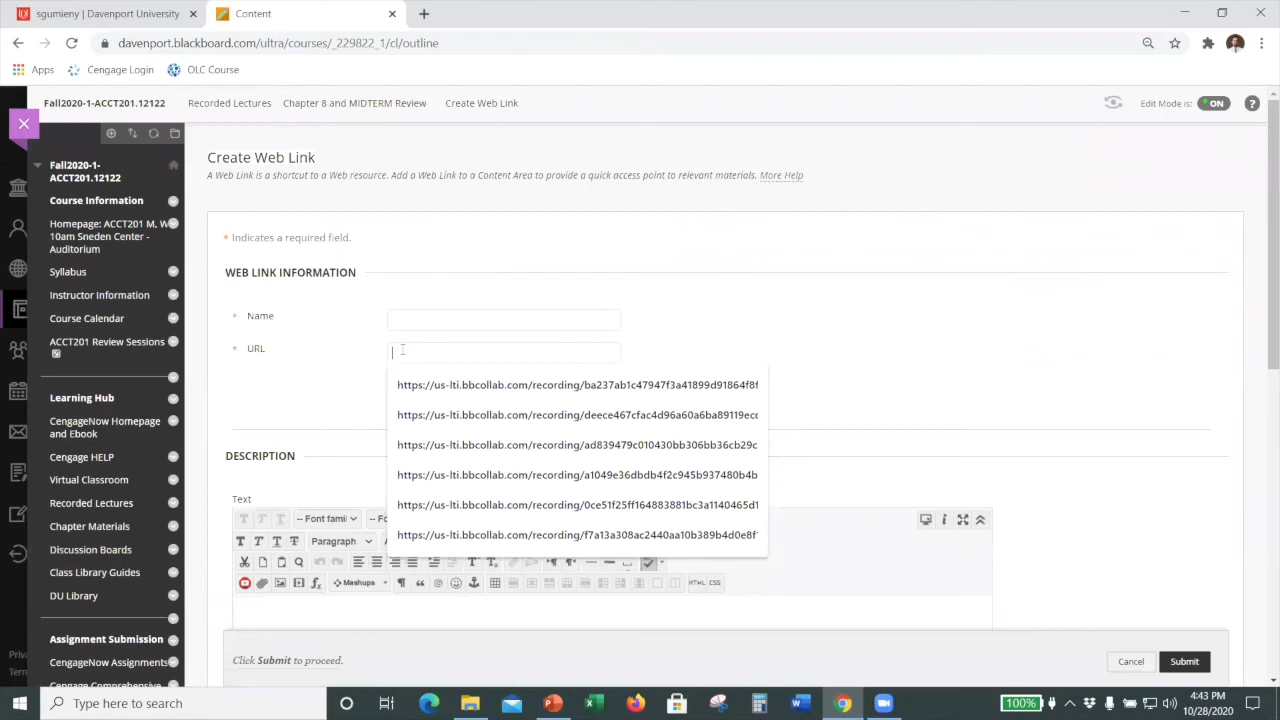 sgumieny | Davenport University
Content
davenport.blackboard.com/ultra/courses/_229822_1/cl/outline
Apps
Cengage Login
OLC Course
Fall2020-1-ACCT201.12122
Recorded Lectures
Chapter 8 and MIDTERM Review
Create Web Link
Edit Mode is:
ON
Fall2020-1-
ACCT201.12122
Course Information
Homepage: ACCT201 M, W
10am Sneden Center -
Auditorium
Syllabus
Instructor Information
Course Calendar
ACCT201 Review Sessions
Learning Hub
CengageNow Homepage
and Ebook
Cengage HELP
Virtual Classroom
Recorded Lectures
Chapter Materials
Discussion Boards
Class Library Guides
DU Library
Assignment Submission
CengageNow Assignments
Cengage Comprehensive
Create Web Link
A Web Link is a shortcut to a Web resource. Add a Web Link to a Content Area to provide a quick access point to relevant materials. More Help
* Indicates a required field.
WEB LINK INFORMATION
* Name
* URL
https://us-lti.bbcollab.com/recording/ba237ab1c47947f3a41899d91864f8f
https://us-lti.bbcollab.com/recording/deece467cfac4d96a60a6ba89119ecc
https://us-lti.bbcollab.com/recording/ad839479c010430bb306bb36cb29c
https://us-lti.bbcollab.com/recording/a1049e36dbdb4f2c945b937480b4b
https://us-lti.bbcollab.com/recording/0ce51f25ff164883881bc3a1140465d1
https://us-lti.bbcollab.com/recording/f7a13a308ac2440aa10b389b4d0e8f
DESCRIPTION
Text
-- Font famil
-- Fo
Paragraph
Mashups
HTML CSS
Click Submit to proceed.
Cancel
Submit
Priva
Term
Type here to search
100%
4:43 PM
10/28/2020